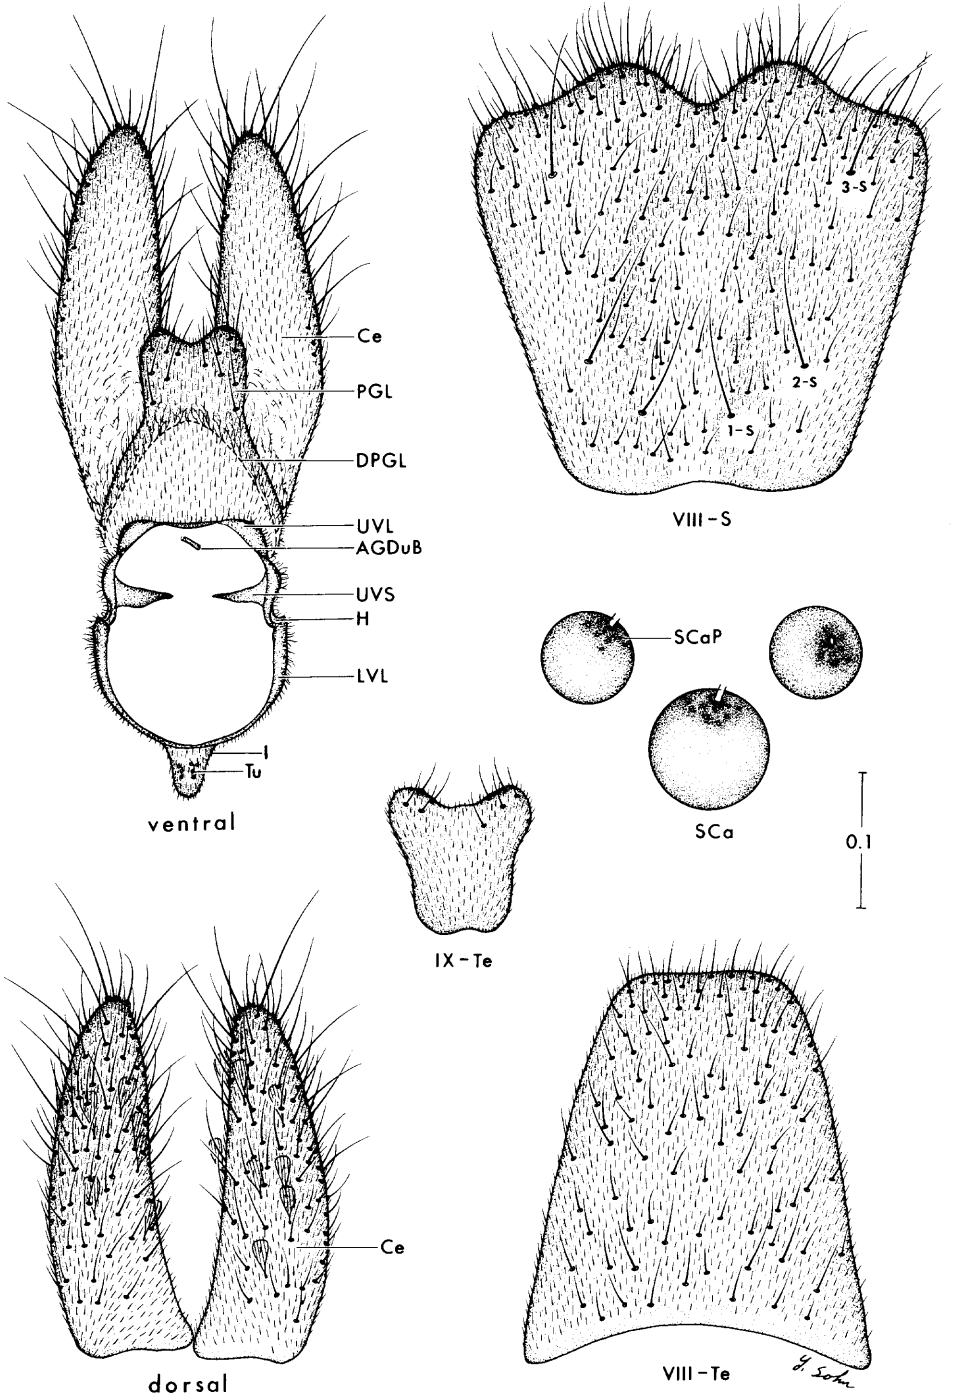 Ce
PGL
DPGL
UVL
AGDuB
UVS
H
LVL
I
Tu
ventral
3-S
2-S
1-S
VIII-S
SCaP
SCa
0.1
IX-Te
Ce
dorsal
VIII-Te
Y. Sohn